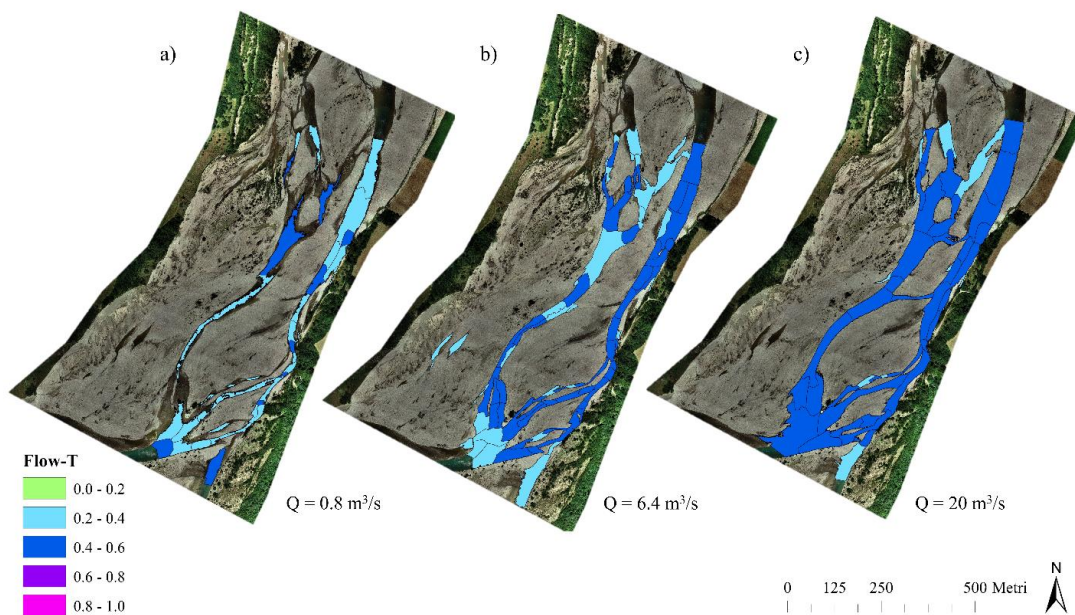 a)
b)
c)
Flow-T
0.0 - 0.2
0.2 - 0.4
0.4 - 0.6
0.6 - 0.8
0.8 - 1.0
Q = 0.8 m³/s
Q = 6.4 m³/s
Q = 20 m³/s
N
0 125 250 500 Metri